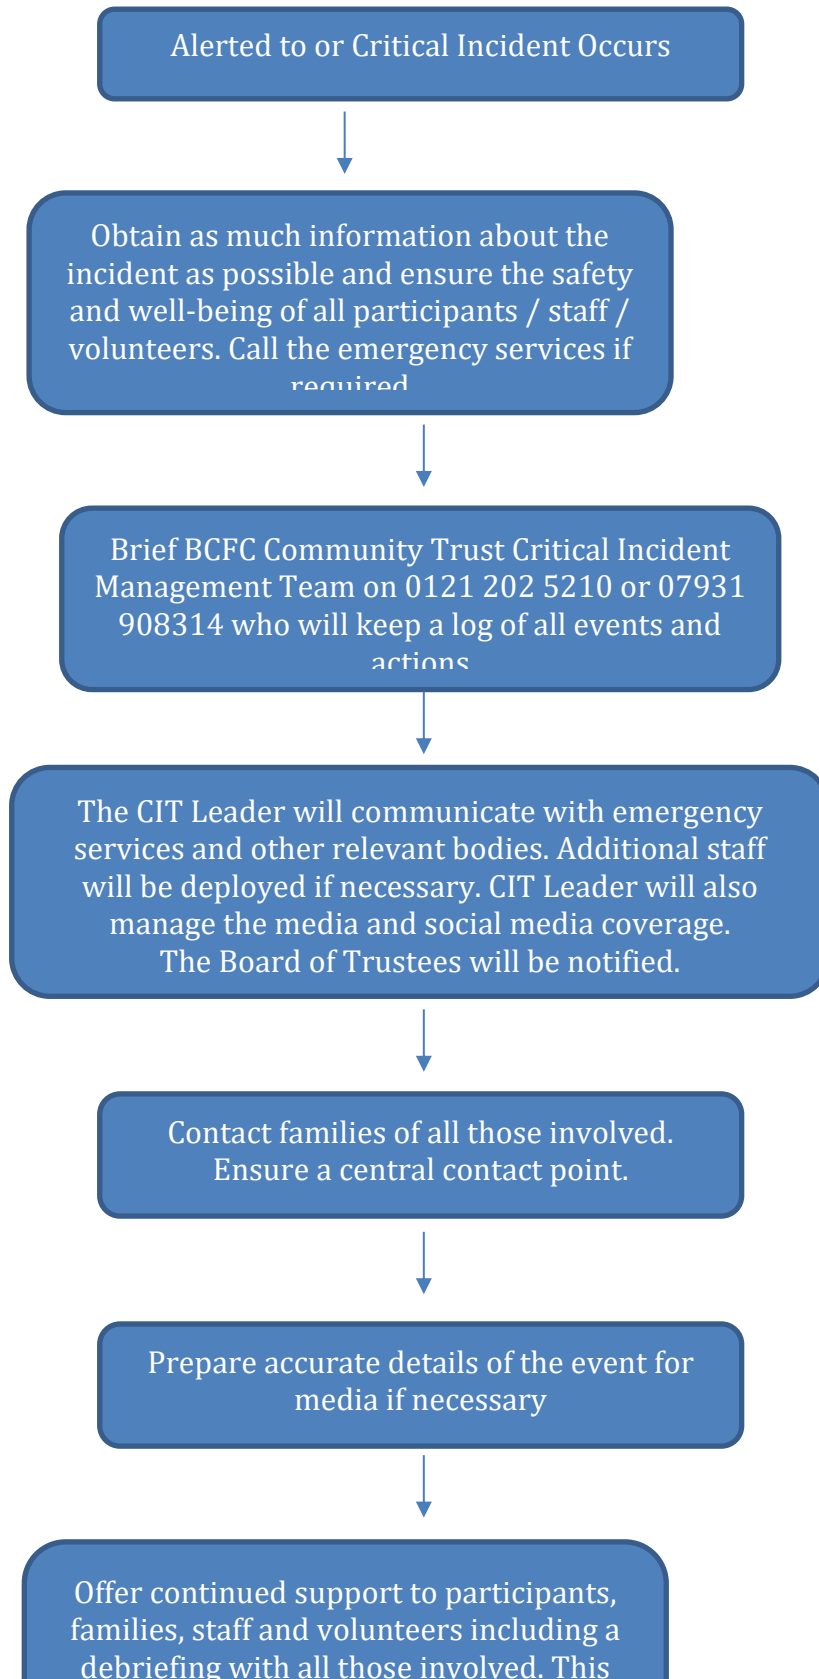 Alerted to or Critical Incident Occurs
Obtain as much information about the
incident as possible and ensure the safety
and well-being of all participants / staff /
volunteers. Call the emergency services if
required
Brief BCFC Community Trust Critical Incident
Management Team on 0121 202 5210 or 07931
908314 who will keep a log of all events and
actions
The CIT Leader will communicate with emergency
services and other relevant bodies. Additional staff
will be deployed if necessary. CIT Leader will also
manage the media and social media coverage.
The Board of Trustees will be notified.
Contact families of all those involved.
Ensure a central contact point.
Prepare accurate details of the event for
media if necessary
Offer continued support to participants,
families, staff and volunteers including a
debriefing with all those involved. This